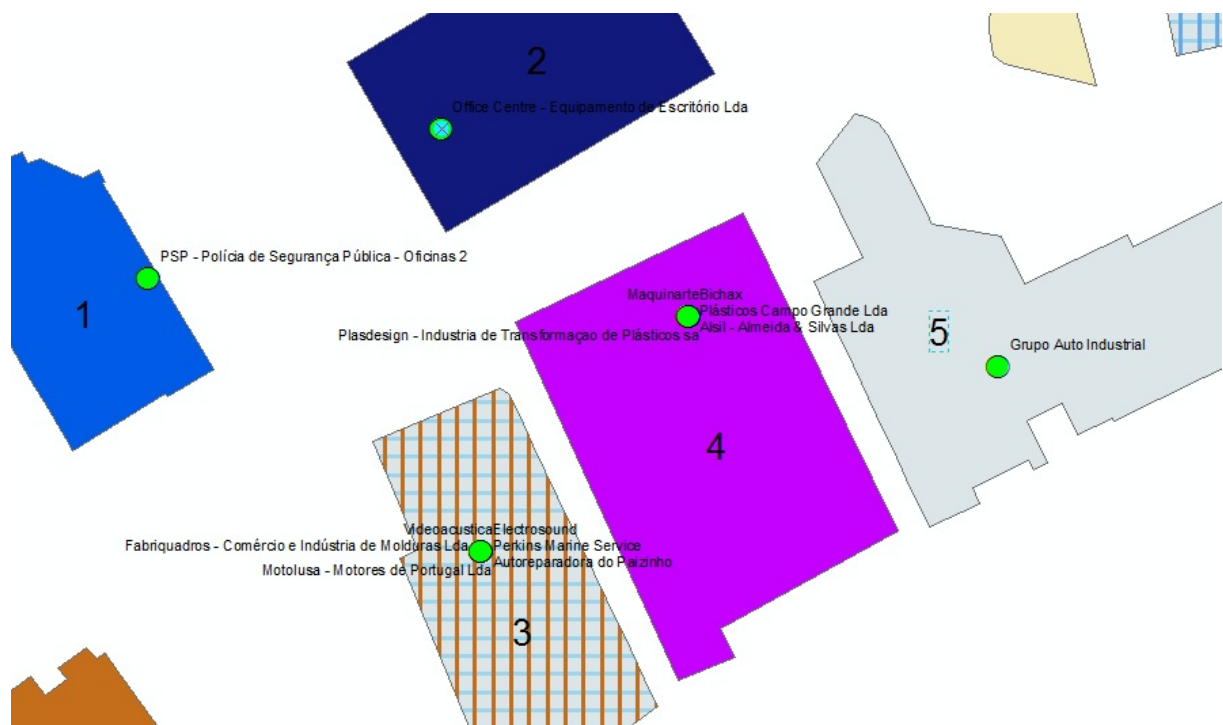 2
Office Centre - Equipamento de Escritório Lda
PSP - Polícia de Segurança Pública - Oficinas 2
1
MaquinarteBichax
Plásticos Campo Grande Lda
Plasdesign - Industria de Transformaçao de Plásticos sa
Alsil - Almeida & Silvas Lda
5
Grupo Auto Industrial
4
VideoacusticaElectrosound
Fabriquadros - Comércio e Indústria de Molduras Lda
Perkins Marine Service
Motolusa - Motores de Portugal Lda
Autoreparadora do Paizinho
3